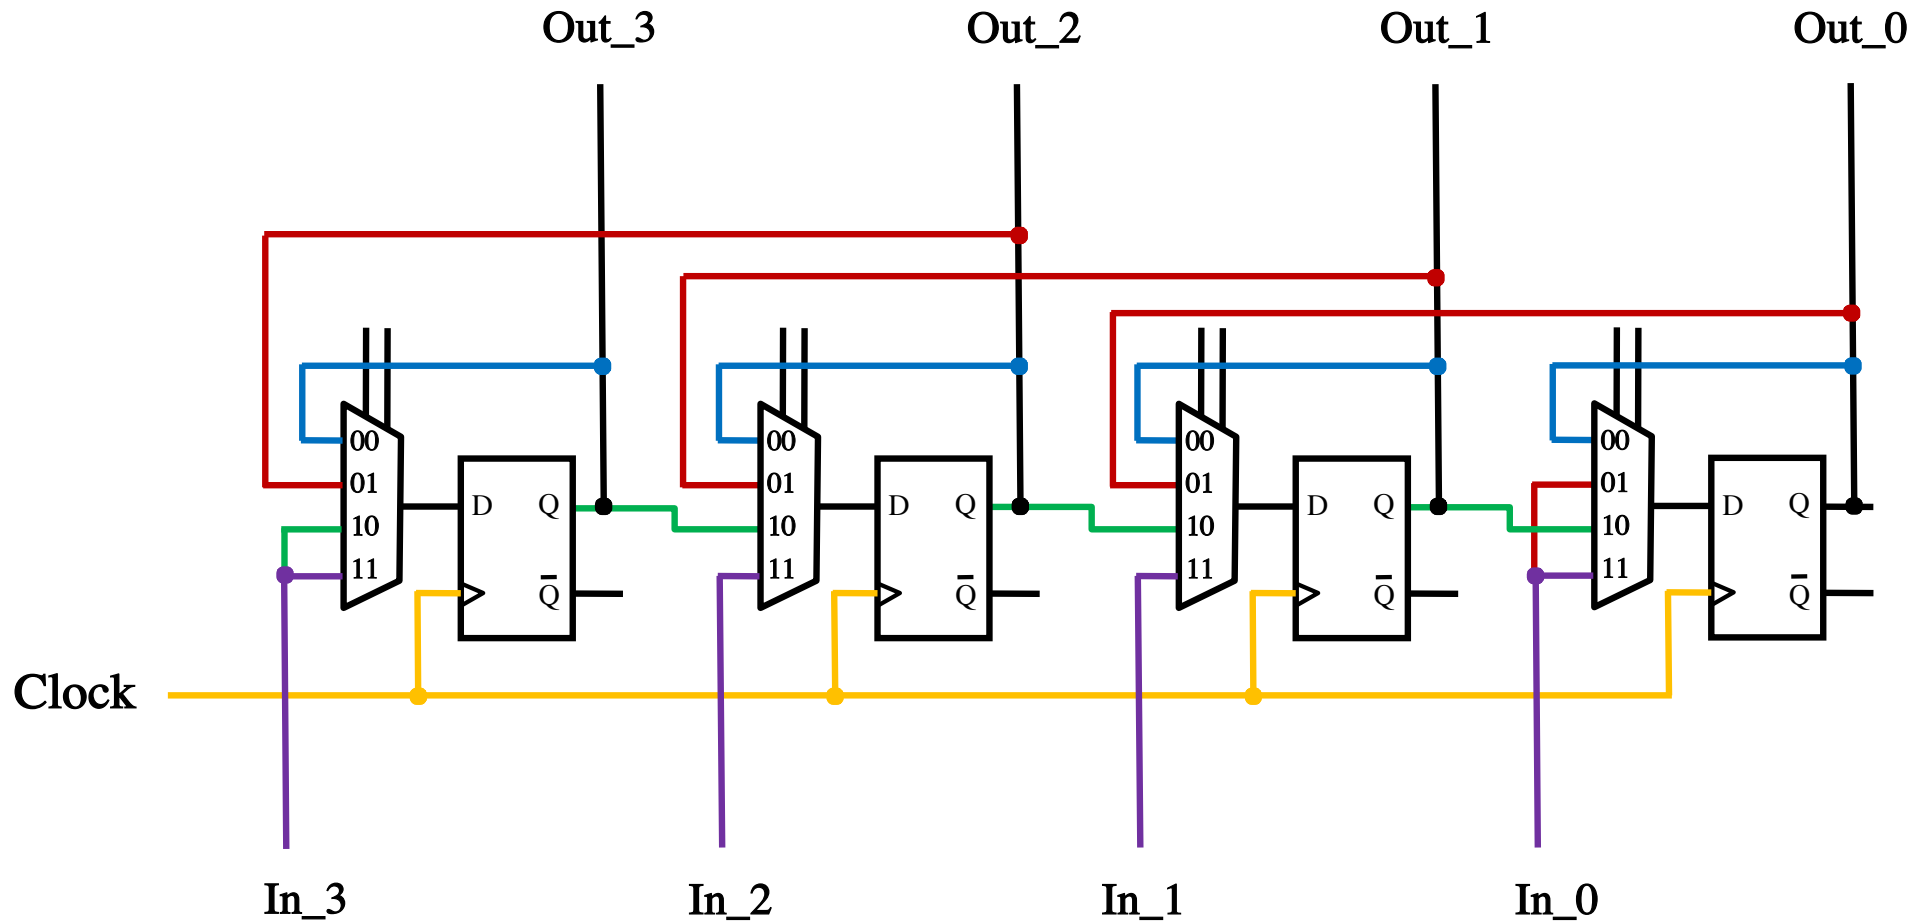 Out_3 Out_2 Out_1 Out_0
00 00 00 00
01 01 01 01
D Q D Q D Q D Q
10 10 10 10
11 11 11 11
Q̅ Q̅ Q̅ Q̅
Clock
In_3 In_2 In_1 In_0